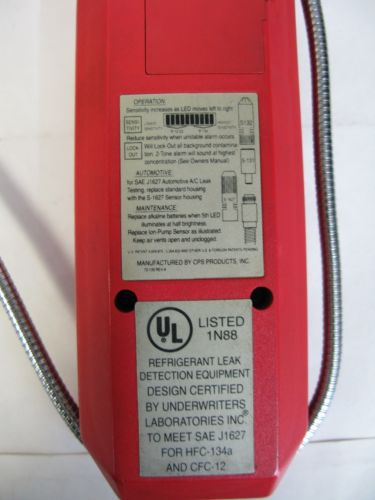 OPERATION:
Sensitivity increases as LED moves left to right
SENSI-
TIVITY
SENSITIVITY
SENSITIVITY
S-132
Reduce sensitivity when unstable alarm occurs
LOCK-
OUT
Will Lock-Out all background contamina-
tion. 2-Tone alarm will sound at highest
concentration (See Owners Manual)
S-131
AUTOMOTIVE:
for SAE J1627 Automotive A/C Leak
Testing, replace standard housing
with the S-1627 Sensor housing
MAINTENANCE:
Replace alkaline batteries when 5th LED
illuminates at half brightness.
Replace Ion-Pump Sensor as illustrated.
Keep air vents open and unclogged.
MANUFACTURED BY CPS PRODUCTS, INC.
UL
LISTED
1N88
REFRIGERANT LEAK
DETECTION EQUIPMENT
DESIGN CERTIFIED
BY UNDERWRITERS
LABORATORIES INC®
TO MEET SAE J1627
FOR HFC-134a
AND CFC-12